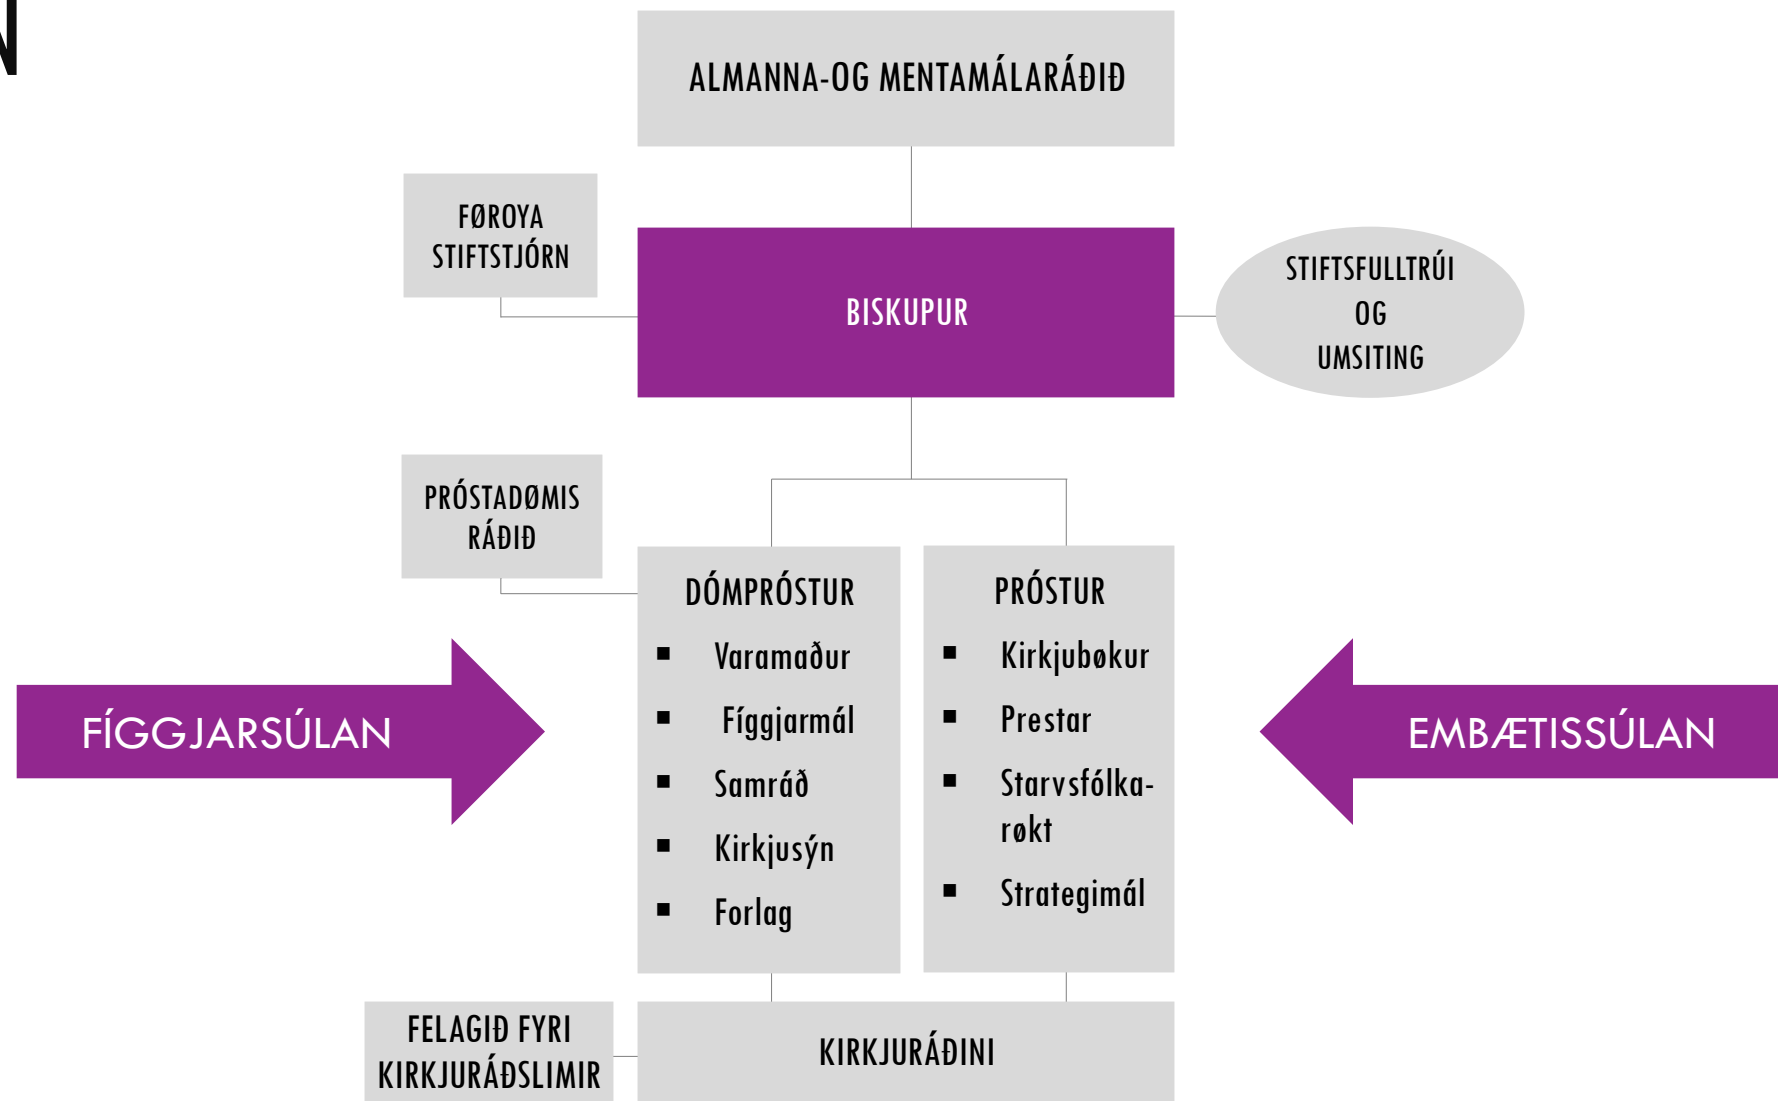 N
ALMANNA-OG MENTAMÁLARÁÐIÐ
FØROYA
STIFTSTJÓRN
BISKUPUR
STIFTSFULLTRÚI
OG
UMSITING
PRÓSTADØMIS
RÁÐIÐ
DÓMPRÓSTUR
▪ Varamaður
▪ Fíggjarmál
▪ Samráð
▪ Kirkjusýn
▪ Forlag
PRÓSTUR
▪ Kirkjubøkur
▪ Prestar
▪ Starvsfólka-
røkt
▪ Strategimál
FÍGGJARSÚLAN
EMBÆTISSÚLAN
FELAGIÐ FYRI
KIRKJURÁÐSLIMIR
KIRKJURÁÐINI